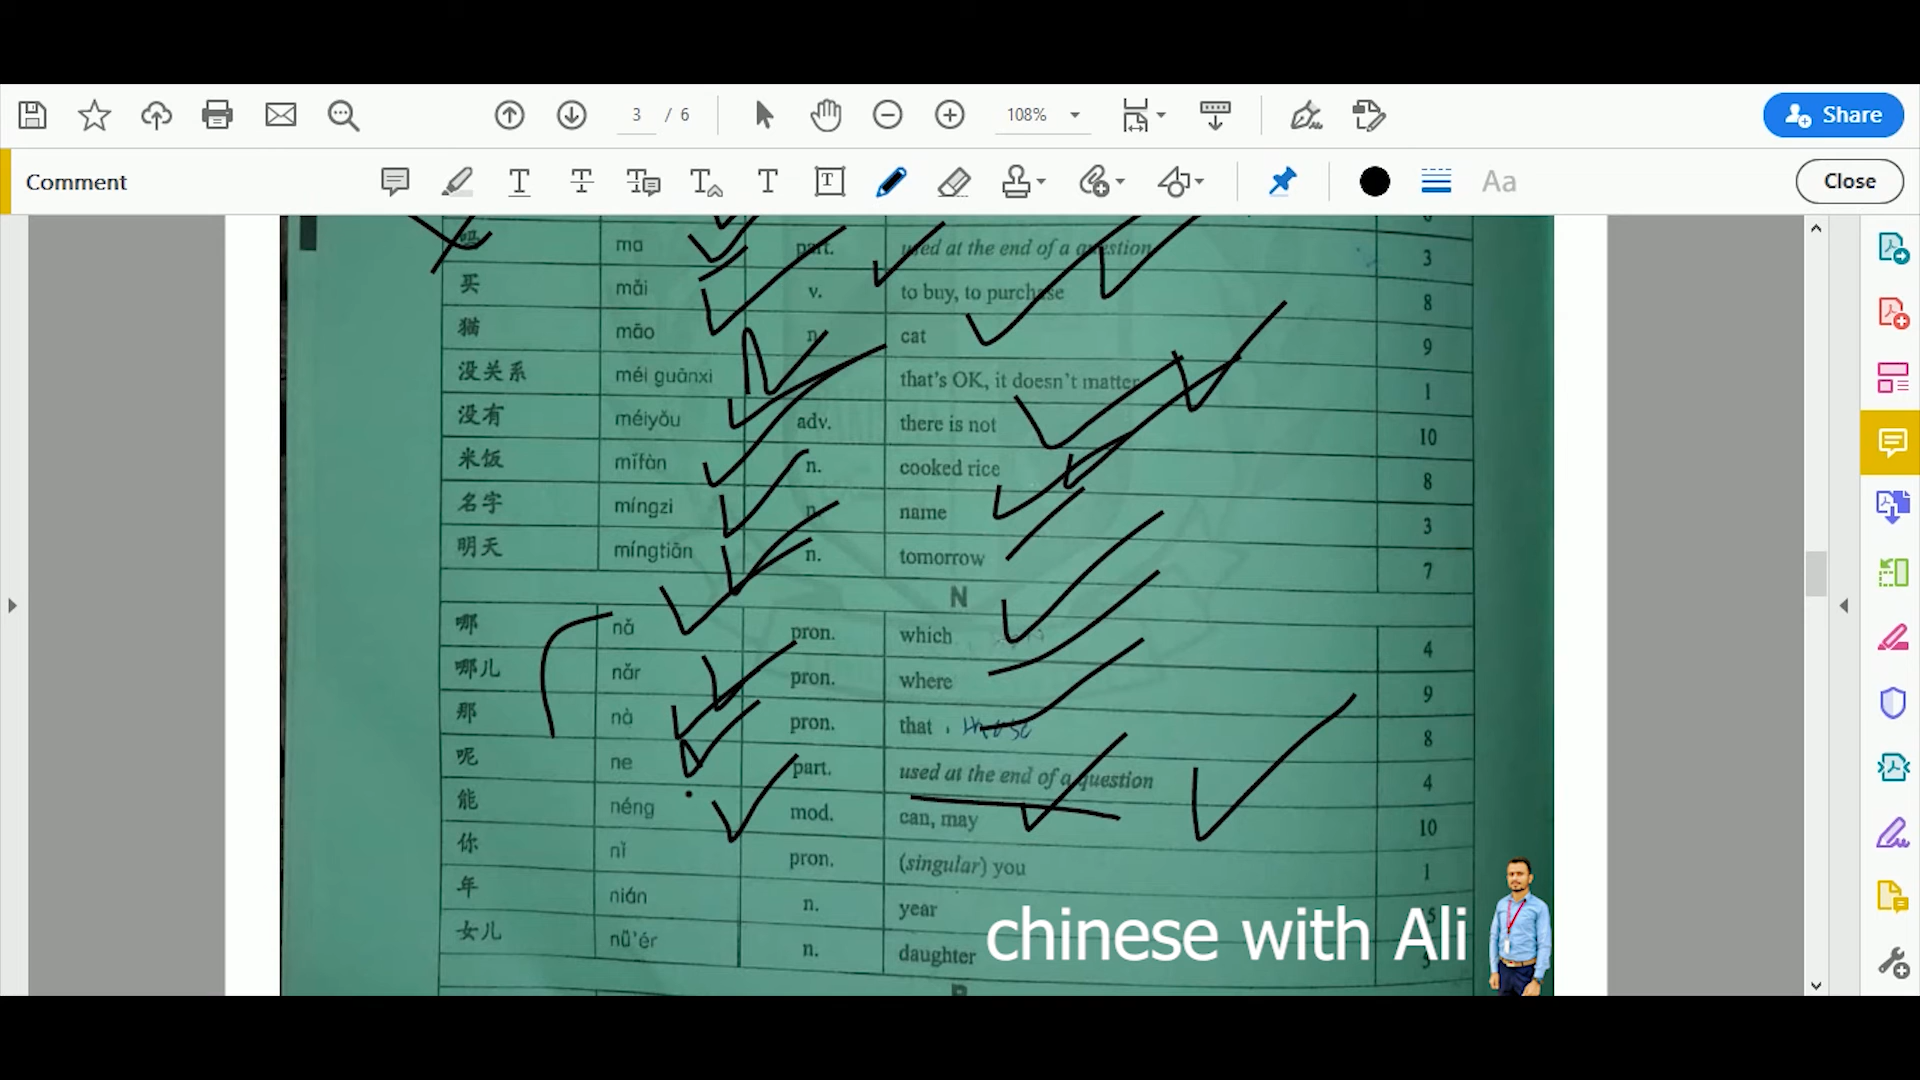 3 / 6
108%
Share
Comment
Aa
Close
吗 ma part. used at the end of a question 3
买 mǎi v. to buy, to purchase 8
猫 māo n. cat 9
没关系 méi guānxi that's OK, it doesn't matter 1
没有 méiyǒu adv. there is not 10
米饭 mǐfàn n. cooked rice 8
名字 míngzi n. name 3
明天 míngtiān n. tomorrow 7
N
哪 nǎ pron. which 4
哪儿 nǎr pron. where 9
那 nà pron. that 8
呢 ne part. used at the end of a question 4
能 néng mod. can, may 10
你 nǐ pron. (singular) you 1
年 nián n. year 5
女儿 nǚ'ér n. daughter 5
chinese with Ali